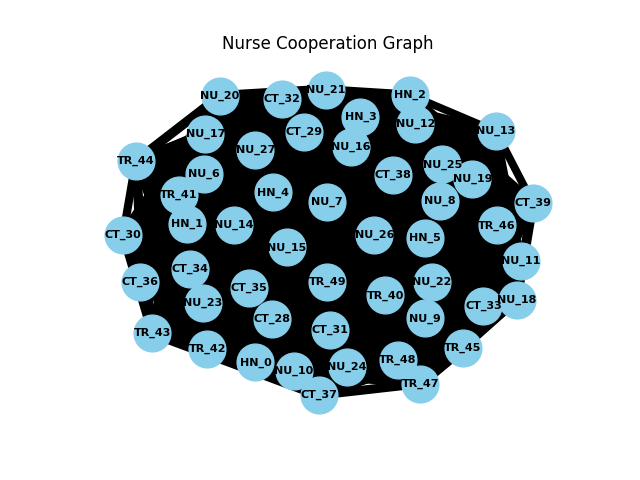 Nurse Cooperation Graph
NU_21
NU_20
CT_32
HN_2
HN_3
NU_12
NU_13
NU_17
CT_29
NU_16
NU_27
TR_44
NU_25
NU_6
CT_38
NU_19
HN_4
TR_41
NU_7
NU_8
CT_39
HN_1
NU_14
TR_46
CT_30
NU_26
HN_5
NU_15
NU_11
CT_34
CT_36
TR_49
NU_22
CT_35
TR_40
NU_18
NU_23
CT_33
CT_28
NU_9
CT_31
TR_43
TR_42
TR_45
HN_0
TR_48
NU_24
NU_10
TR_47
CT_37